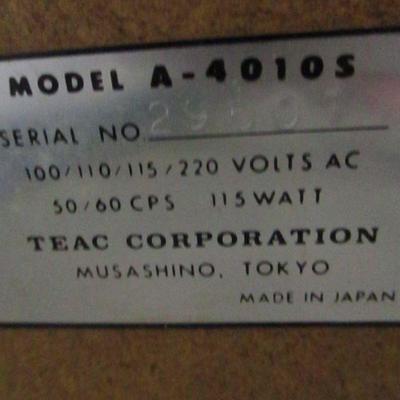 MODEL A-4010S
SERIAL NO
100/110/115/220 VOLTS AC
50/60 CPS 115 WATT
TEAC CORPORATION
MUSASHINO, TOKYO
MADE IN JAPAN